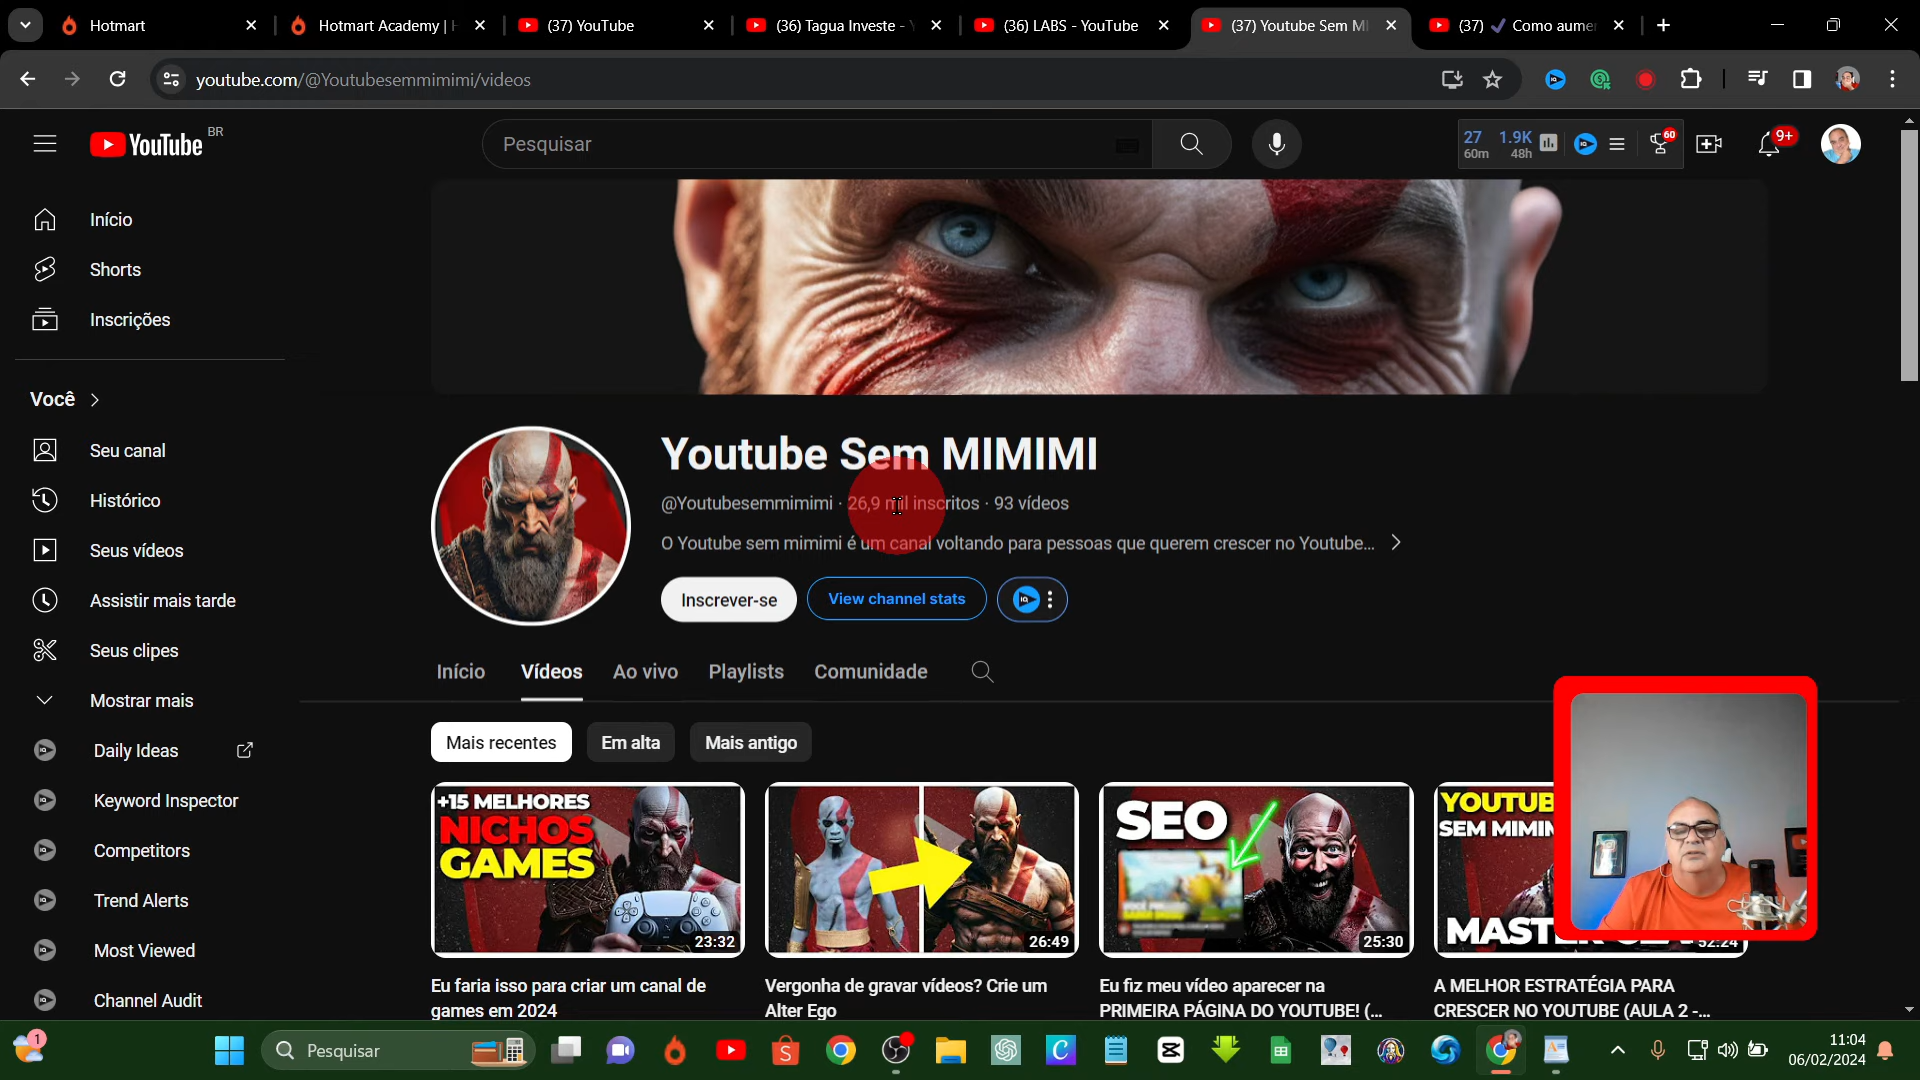 Hotmart
Hotmart Academy | H
(37) YouTube
(36) Tagua Investe - Y
(36) LABS - YouTube
(37) Youtube Sem MI
(37) ✓ Como aume
youtube.com/@Youtubesemmimimi/videos
YouTube BR
Pesquisar
27 1.9K
60m 48h
60
9+
Início
Shorts
Inscrições
Você
Seu canal
Histórico
Seus vídeos
Assistir mais tarde
Seus clipes
Mostrar mais
Daily Ideas
Keyword Inspector
Competitors
Trend Alerts
Most Viewed
Channel Audit
Youtube Sem MIMIMI
@Youtubesemmimimi · 26,9 mil inscritos · 93 vídeos
O Youtube sem mimimi é um canal voltando para pessoas que querem crescer no Youtube...
Inscrever-se
View channel stats
Início
Vídeos
Ao vivo
Playlists
Comunidade
Mais recentes
Em alta
Mais antigo
+15 MELHORES
NICHOS
GAMES
23:32
26:49
SEO
25:30
YOUTUB
SEM MIMIM
MASTER
52:24
Eu faria isso para criar um canal de
games em 2024
Vergonha de gravar vídeos? Crie um
Alter Ego
Eu fiz meu vídeo aparecer na
PRIMEIRA PÁGINA DO YOUTUBE! (...
A MELHOR ESTRATÉGIA PARA
CRESCER NO YOUTUBE (AULA 2 -...
1
Pesquisar
11:04
06/02/2024